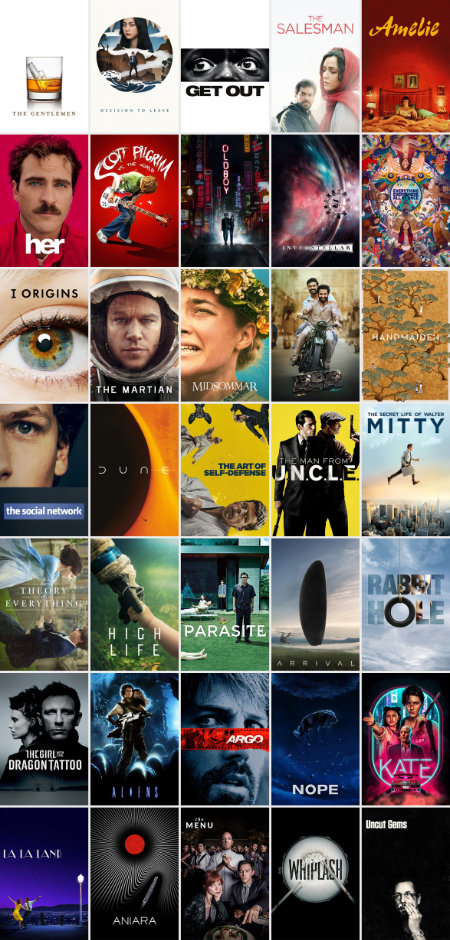 THE GENTLEMEN
DECISION TO LEAVE
GET OUT
THE
SALESMAN
Amélie
her
SCOTT PILGRIM
VS. THE WORLD
OLDBOY
INTERSTELLAR
EVERYTHING
EVERYWHERE
ALL AT ONCE
I ORIGINS
THE MARTIAN
MIDSOMMAR
HANDMAIDEN
the social network
DUNE
THE ART OF
SELF-DEFENSE
THE MAN FROM
U.N.C.L.E.
THE SECRET LIFE OF WALTER
MITTY
THEORY
EVERYTHING
HIGH
LIFE
PARASITE
ARRIVAL
RABBIT
HOLE
THE GIRL WITH THE
DRAGON TATTOO
ALIENS
ARGO
NOPE
KATE
LA LA LAND
ANIARA
the
MENU
WHIPLASH
Uncut Gems